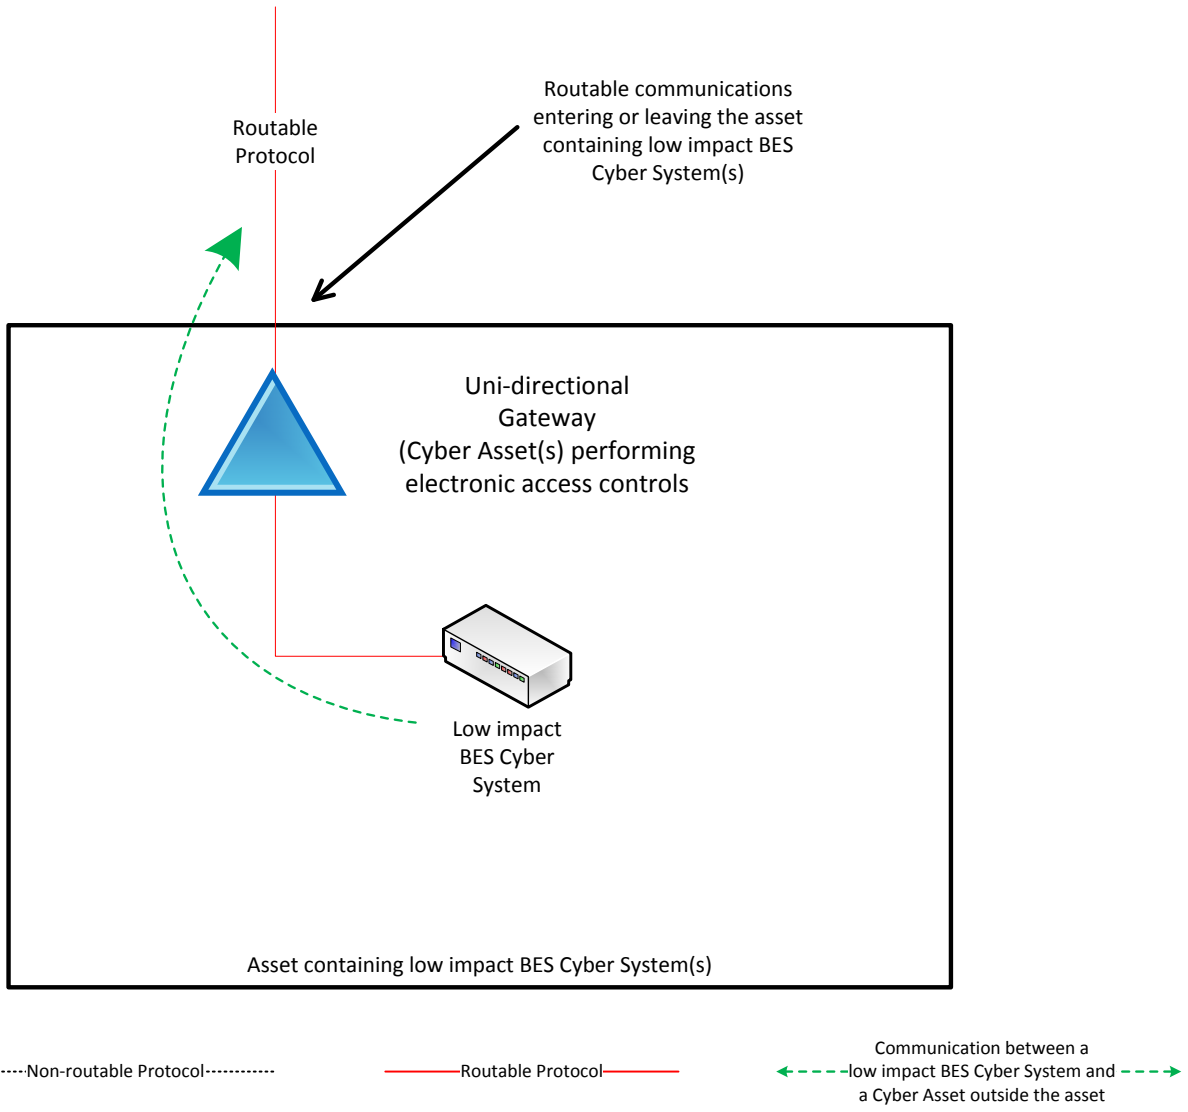 Routable communications
entering or leaving the asset
containing low impact BES
Cyber System(s)
Routable
Protocol
Uni-directional
Gateway
(Cyber Asset(s) performing
electronic access controls
Low impact
BES Cyber
System
Asset containing low impact BES Cyber System(s)
Non-routable Protocol
Routable Protocol
Communication between a
low impact BES Cyber System and
a Cyber Asset outside the asset